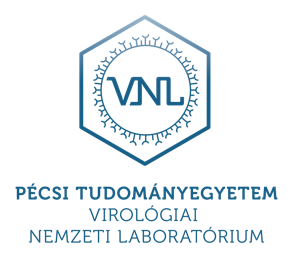 VNL
PÉCSI TUDOMÁNYEGYETEM
VIROLÓGIAI
NEMZETI LABORATÓRIUM